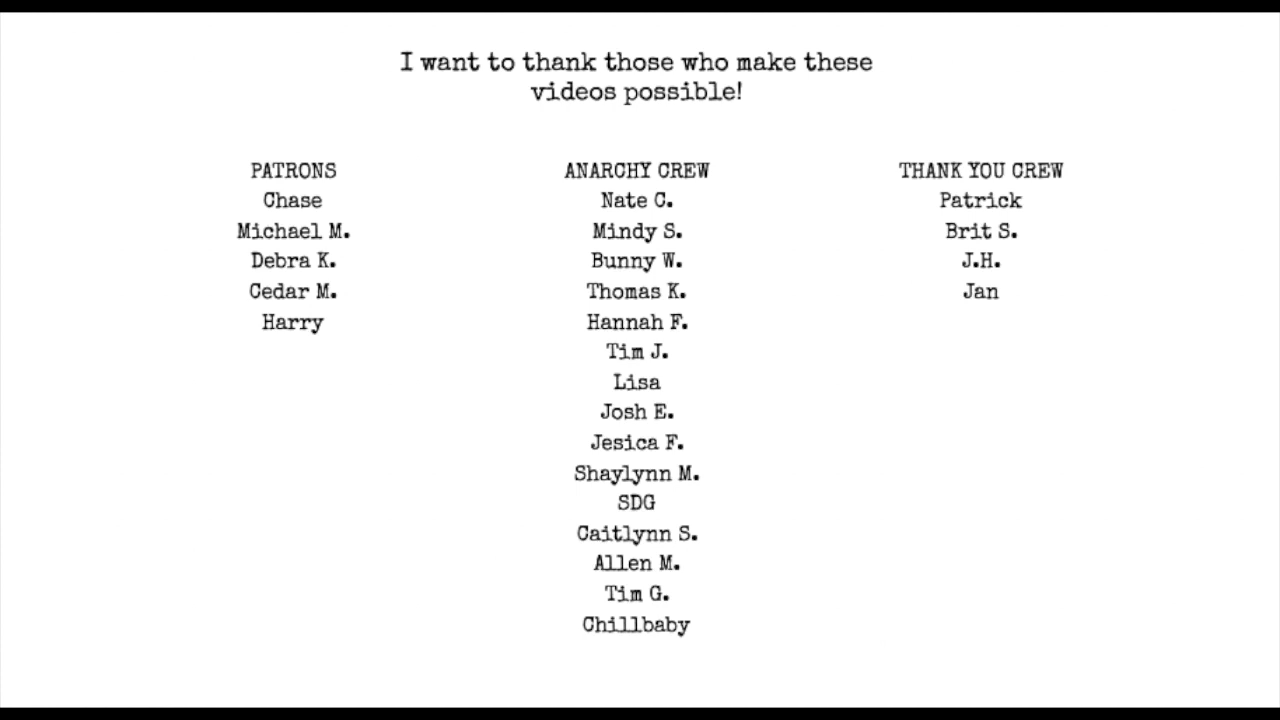 I want to thank those who make these
videos possible!
PATRONS
Chase
Michael M.
Debra K.
Cedar M.
Harry
ANARCHY CREW
Nate C.
Mindy S.
Bunny W.
Thomas K.
Hannah F.
Tim J.
Lisa
Josh E.
Jesica F.
Shaylynn M.
SDG
Caitlynn S.
Allen M.
Tim G.
Chillbaby
THANK YOU CREW
Patrick
Brit S.
J.H.
Jan